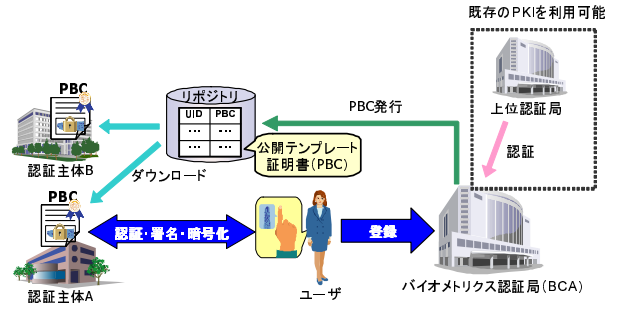 既存のPKIを利用可能
上位認証局
認証
PBC発行
リポジトリ
UID PBC
… …
… …
公開テンプレート
証明書(PBC)
PBC
認証主体B
ダウンロード
PBC
認証主体A
認証・署名・暗号化
ユーザ
登録
バイオメトリクス認証局(BCA)